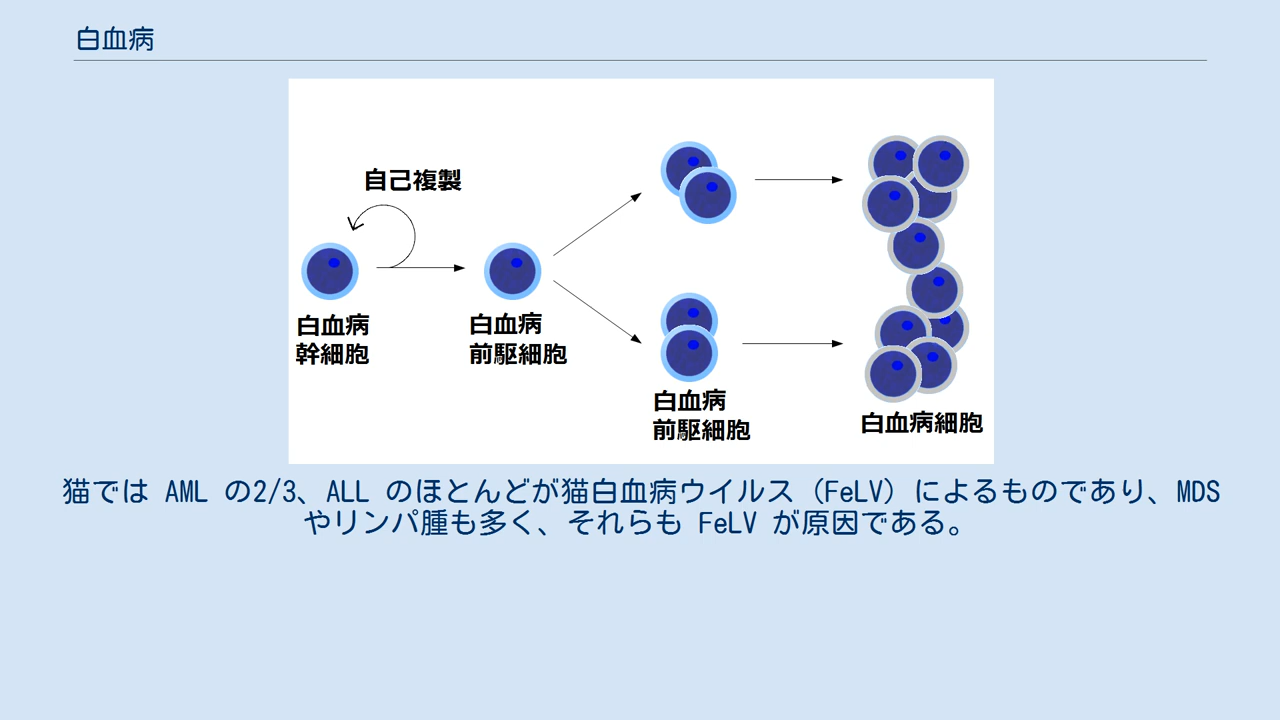 白血病
自己複製
白血病
幹細胞
白血病
前駆細胞
白血病
前駆細胞
白血病細胞
猫では AML の2/3、ALL のほとんどが猫白血病ウイルス（FeLV）によるものであり、MDS
やリンパ腫も多く、それらも FeLV が原因である。